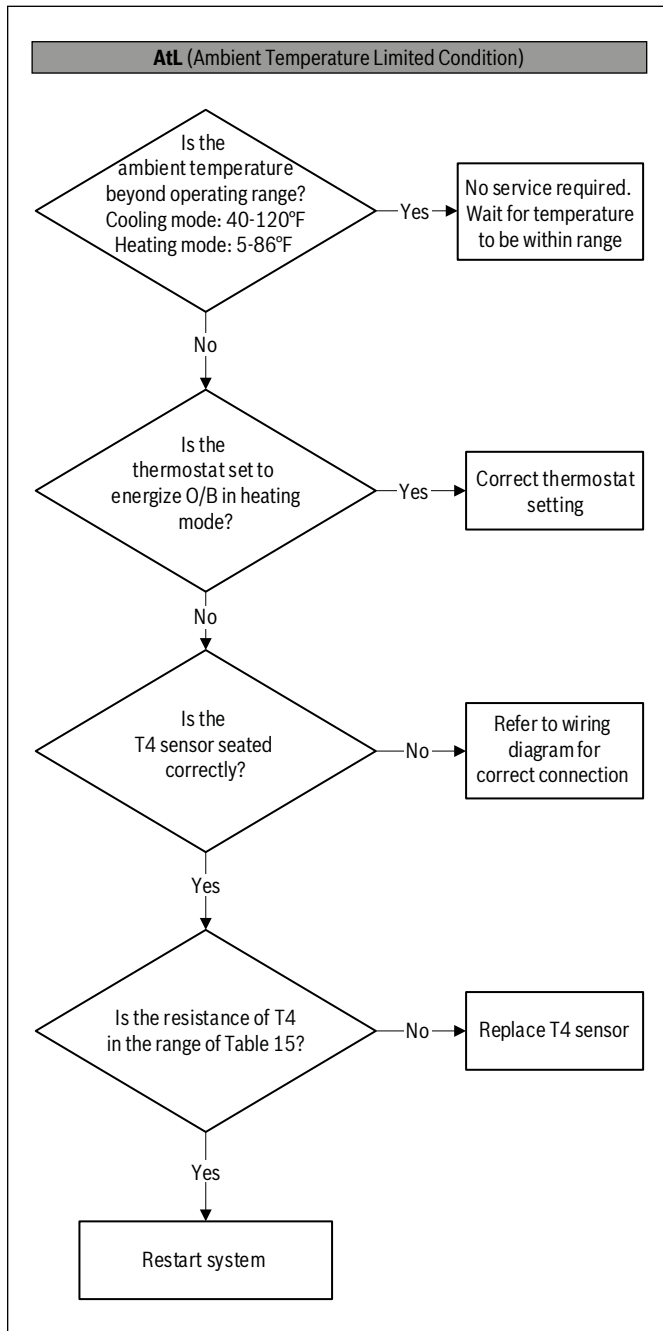 AtL (Ambient Temperature Limited Condition)
Is the
ambient temperature
beyond operating range?
Cooling mode: 40-120°F
Heating mode: 5-86°F
Yes
No service required.
Wait for temperature
to be within range
No
Is the
thermostat set to
energize O/B in heating
mode?
Yes
Correct thermostat
setting
No
Is the
T4 sensor seated
correctly?
No
Refer to wiring
diagram for
correct connection
Yes
Is the resistance of T4
in the range of Table 15?
No
Replace T4 sensor
Yes
Restart system